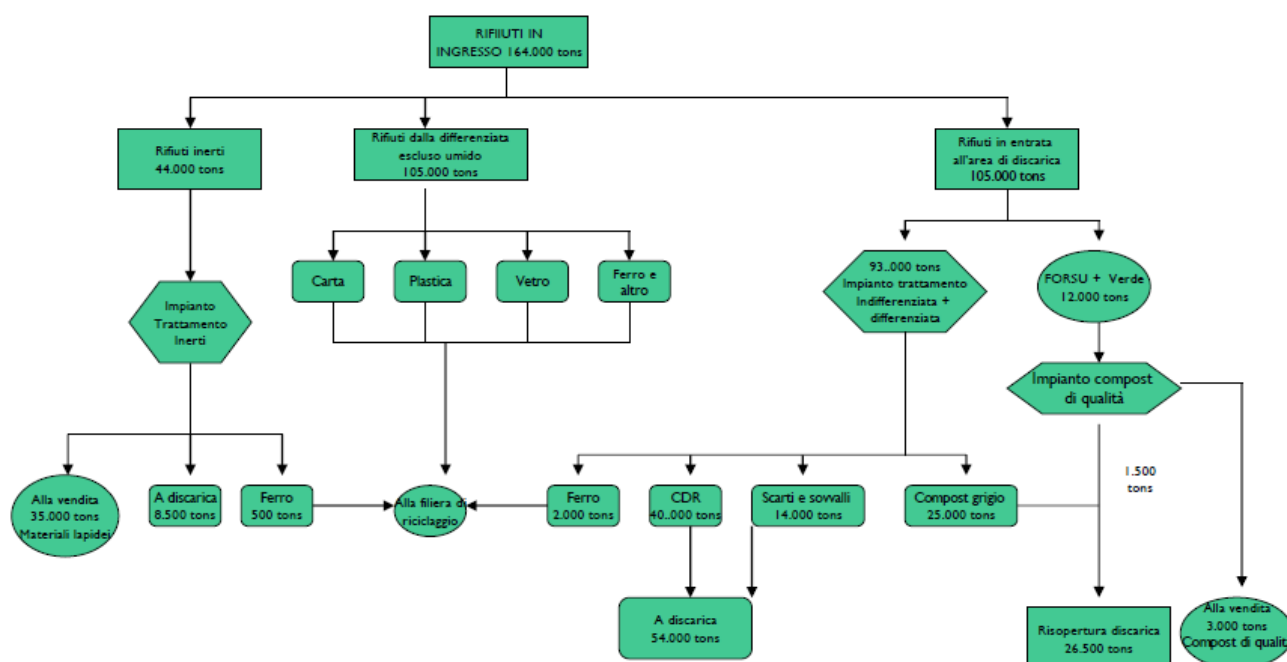 RIFIIUTI IN
INGRESSO 164.000 tons
Rifiuti inerti
44.000 tons
Rifiuti dalla differenziata
escluso umido
105.000 tons
Rifiuti in entrata
all'area di discarica
105.000 tons
Carta
Plastica
Vetro
Ferro e
altro
93..000 tons
Impianto trattamento
Indifferenziata +
differenziata
FORSU + Verde
12.000 tons
Impianto
Trattamento
Inerti
Impianto compost
di qualità
1.500
tons
Alla vendita
35.000 tons
Materiali lapidei
A discarica
8.500 tons
Ferro
500 tons
Alla filiera di
riciclaggio
Ferro
2.000 tons
CDR
40..000 tons
Scarti e sovvalli
14.000 tons
Compost grigio
25.000 tons
A discarica
54.000 tons
Risopertura discarica
26.500 tons
Alla vendita
3.000 tons
Compost di qualit